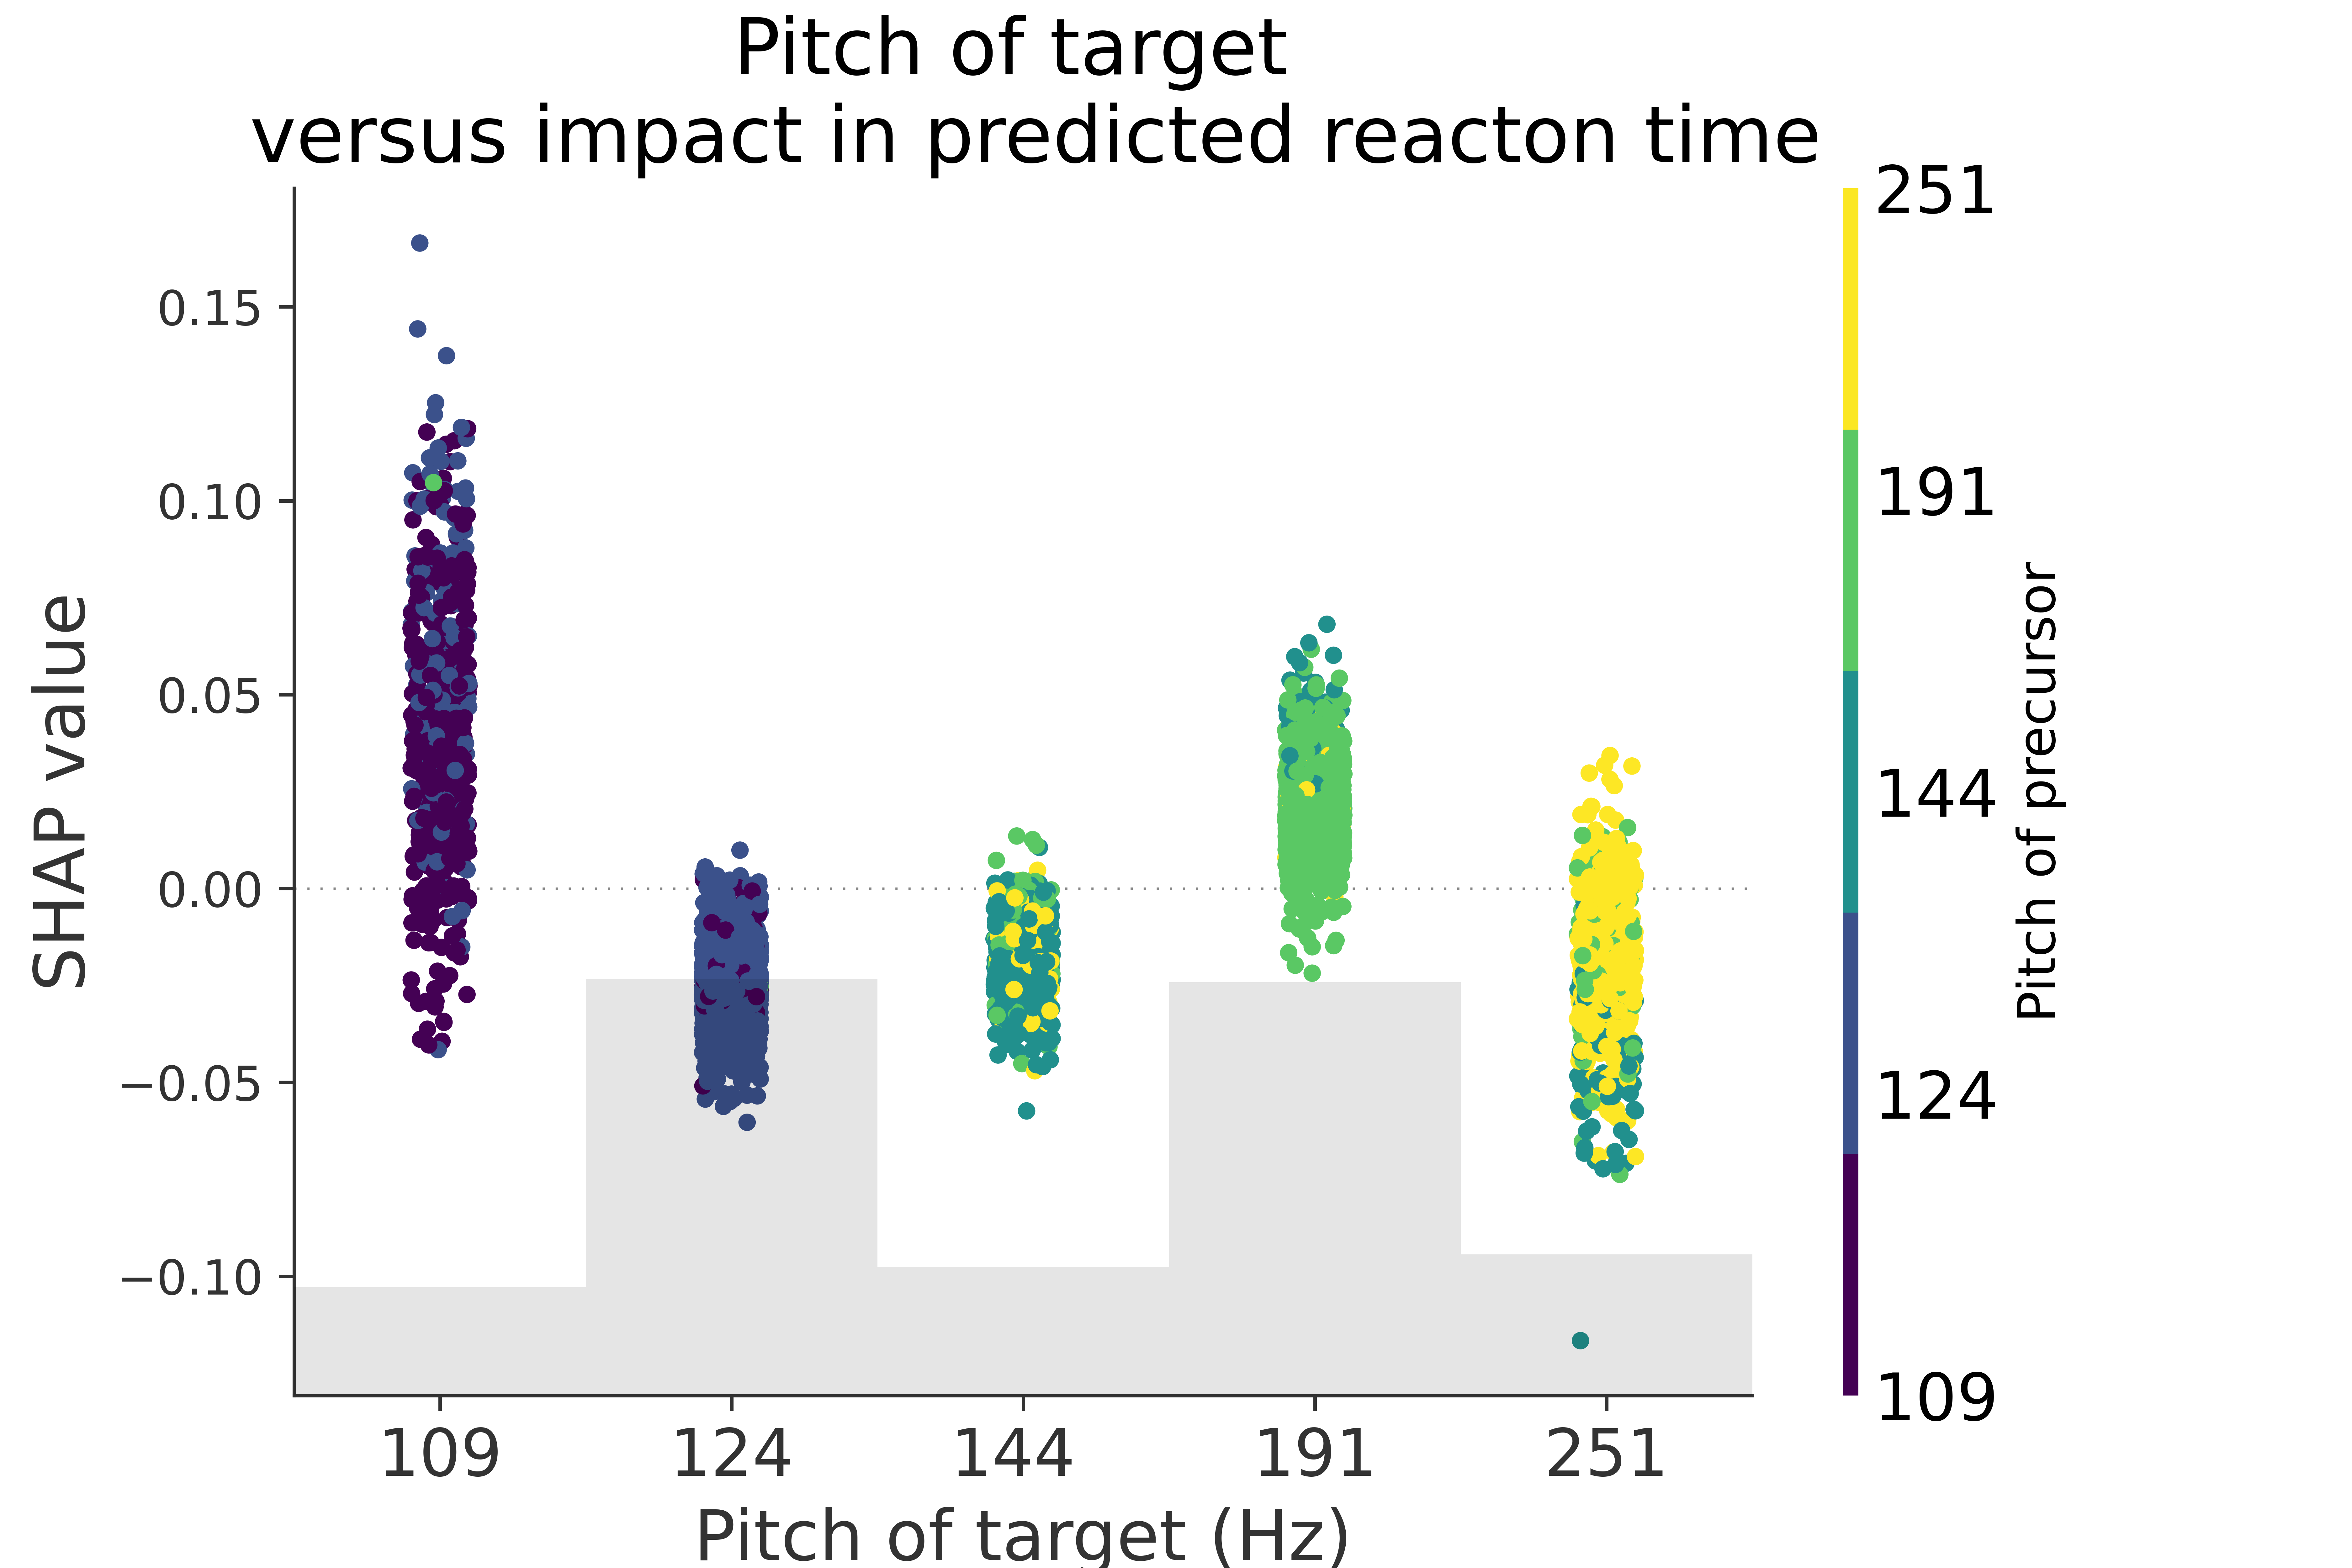 Pitch of target
versus impact in predicted reacton time
SHAP value
0.15
0.10
0.05
0.00
−0.05
−0.10
109 124 144 191 251
Pitch of target (Hz)
251
191
144
124
109
Pitch of precursor